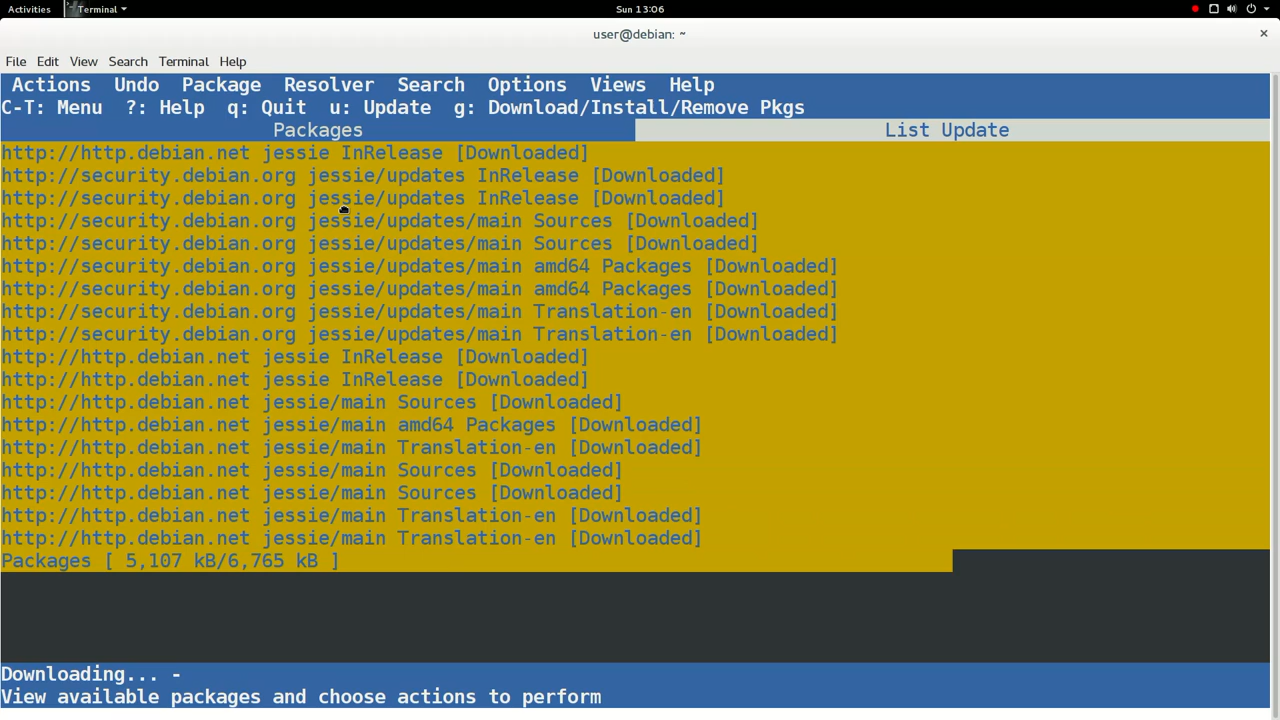 Activities Terminal Sun 13:06
user@debian: ~
File Edit View Search Terminal Help
Actions Undo Package Resolver Search Options Views Help
C-T: Menu ?: Help q: Quit u: Update g: Download/Install/Remove Pkgs
Packages List Update
http://http.debian.net jessie InRelease [Downloaded]
http://security.debian.org jessie/updates InRelease [Downloaded]
http://security.debian.org jessie/updates InRelease [Downloaded]
http://security.debian.org jessie/updates/main Sources [Downloaded]
http://security.debian.org jessie/updates/main Sources [Downloaded]
http://security.debian.org jessie/updates/main amd64 Packages [Downloaded]
http://security.debian.org jessie/updates/main amd64 Packages [Downloaded]
http://security.debian.org jessie/updates/main Translation-en [Downloaded]
http://security.debian.org jessie/updates/main Translation-en [Downloaded]
http://http.debian.net jessie InRelease [Downloaded]
http://http.debian.net jessie InRelease [Downloaded]
http://http.debian.net jessie/main Sources [Downloaded]
http://http.debian.net jessie/main amd64 Packages [Downloaded]
http://http.debian.net jessie/main Translation-en [Downloaded]
http://http.debian.net jessie/main Sources [Downloaded]
http://http.debian.net jessie/main Sources [Downloaded]
http://http.debian.net jessie/main Translation-en [Downloaded]
http://http.debian.net jessie/main Translation-en [Downloaded]
Packages [ 5,107 kB/6,765 kB ]
Downloading... -
View available packages and choose actions to perform